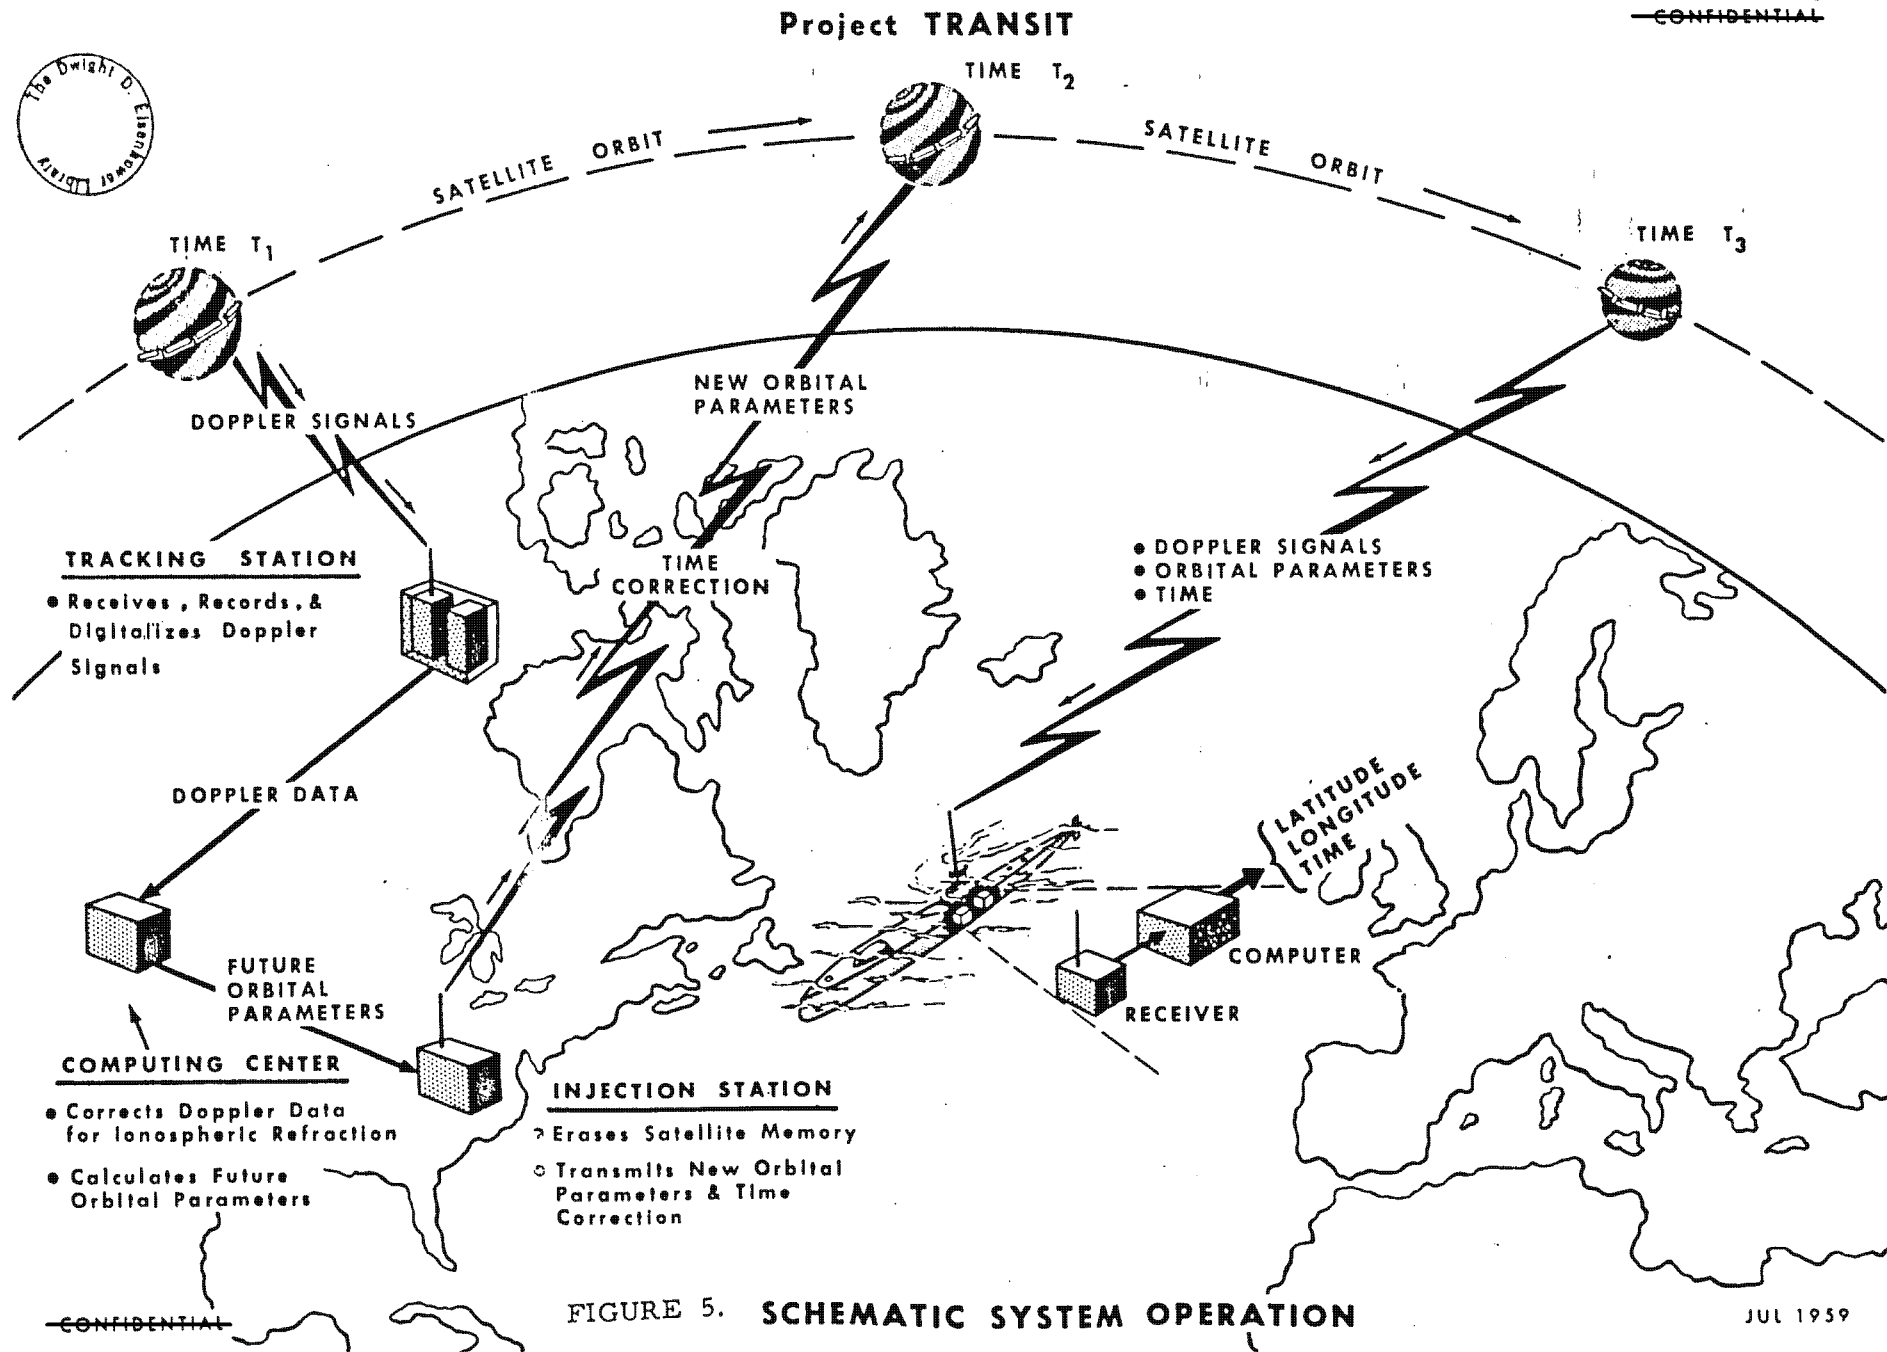 Project TRANSIT
CONFIDENTIAL
The Dwight D. Eisenhower Library
TIME T2
SATELLITE ORBIT
SATELLITE ORBIT
TIME T1
TIME T3
DOPPLER SIGNALS
NEW ORBITAL
PARAMETERS
TRACKING STATION
• Receives, Records, &
Digitalizes Doppler
Signals
TIME
CORRECTION
• DOPPLER SIGNALS
• ORBITAL PARAMETERS
• TIME
DOPPLER DATA
LATITUDE
LONGITUDE
TIME
COMPUTER
RECEIVER
FUTURE
ORBITAL
PARAMETERS
COMPUTING CENTER
• Corrects Doppler Data
for Ionospheric Refraction
• Calculates Future
Orbital Parameters
INJECTION STATION
• Erases Satellite Memory
• Transmits New Orbital
Parameters & Time
Correction
CONFIDENTIAL
FIGURE 5. SCHEMATIC SYSTEM OPERATION
JUL 1959